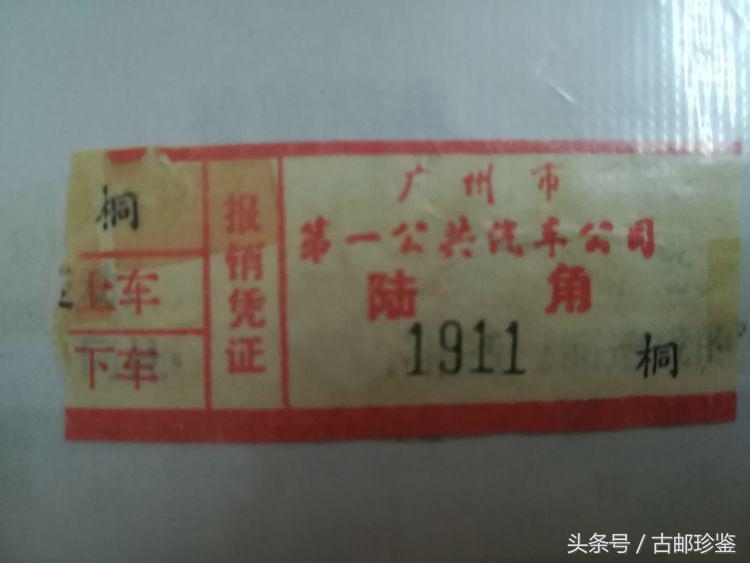 桐
上车
下车
报销凭证
广州市
第一公共汽车公司
陆角
1911
桐
头条号/古邮珍鉴